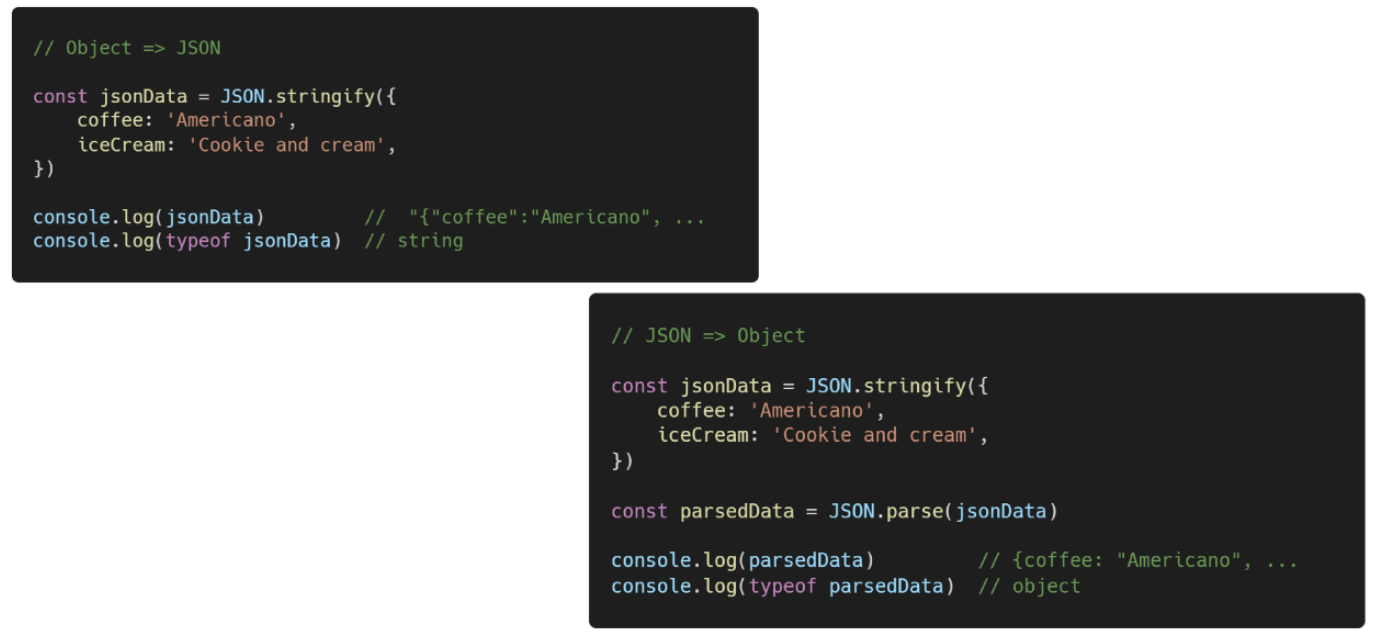 // Object => JSON
const jsonData = JSON.stringify({
    coffee: 'Americano',
    iceCream: 'Cookie and cream',
})
console.log(jsonData)         //  "{"coffee":"Americano", ...
console.log(typeof jsonData)  // string
// JSON => Object
const jsonData = JSON.stringify({
    coffee: 'Americano',
    iceCream: 'Cookie and cream',
})
const parsedData = JSON.parse(jsonData)
console.log(parsedData)         // {coffee: "Americano", ...
console.log(typeof parsedData)  // object